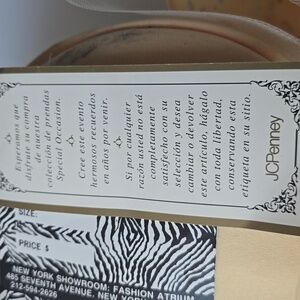 Esperamos que
disfrute su compra
de nuestra
colección de prendas
Special Occasion.
Cree este evento
hermosos recuerdos
en años por venir.
Si por cualquier
razón usted no está
completamente
satisfecho con su
selección y desea
cambiar o devolver
este artículo, hágalo
con toda libertad,
conservando esta
etiqueta en su sitio.
JCPenney
SIZE:
PRICE $
NEW YORK SHOWROOM: FASHION ATRIUM
485 SEVENTH AVENUE, NEW YORK
212-594-2626